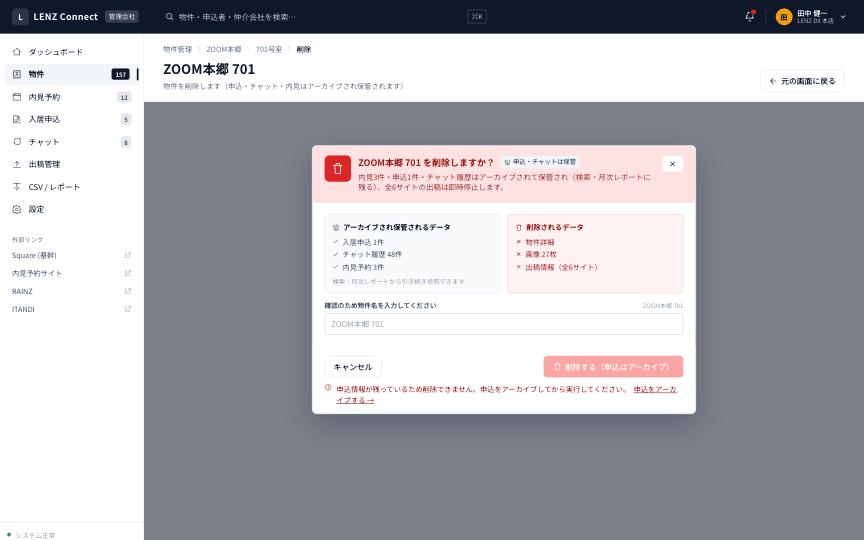 L LENZ Connect 管理会社
物件・申込者・仲介会社を検索…
⌘K
田 田中 健一
LENZ DX 本店
ダッシュボード
物件 157
内見予約 12
入居申込 5
チャット 8
出稿管理
CSV / レポート
設定
外部リンク
Square (基幹)
内見予約サイト
RAINZ
ITANDI
システム正常
物件管理 › ZOOM本郷 › 701号室 › 削除
ZOOM本郷 701
物件を削除します（申込・チャット・内見はアーカイブされ保管されます）
← 元の画面に戻る
ZOOM本郷 701 を削除しますか？ 申込・チャットは保管
内見3件・申込1件・チャット履歴はアーカイブされて保管され（検索・月次レポートに
残る）、全6サイトの出稿は即時停止します。
アーカイブされ保管されるデータ
入居申込 1件
チャット履歴 48件
内見予約 3件
検索・月次レポートから引き続き参照できます
削除されるデータ
物件詳細
画像 27枚
出稿情報（全6サイト）
確認のため物件名を入力してください
ZOOM本郷 701
ZOOM本郷 701
キャンセル
削除する（申込はアーカイブ）
申込情報が残っているため削除できません。申込をアーカイブしてから実行してください。 申込をアーカ
イブする →